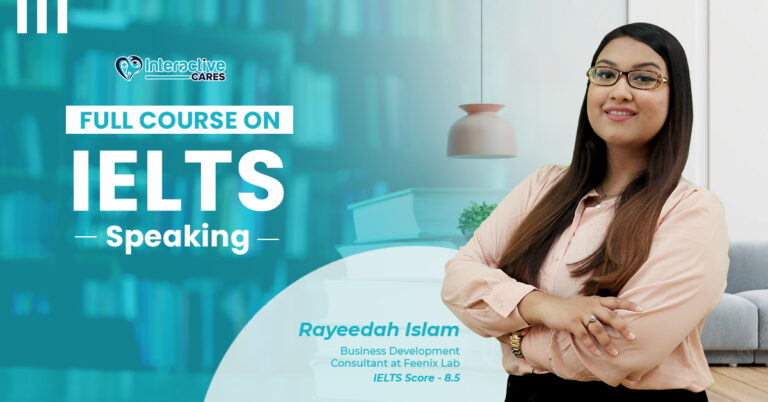 Interactive
CARES
FULL COURSE ON
IELTS
Speaking
Rayeedah Islam
Business Development
Consultant at Feenix Lab
IELTS Score - 8.5